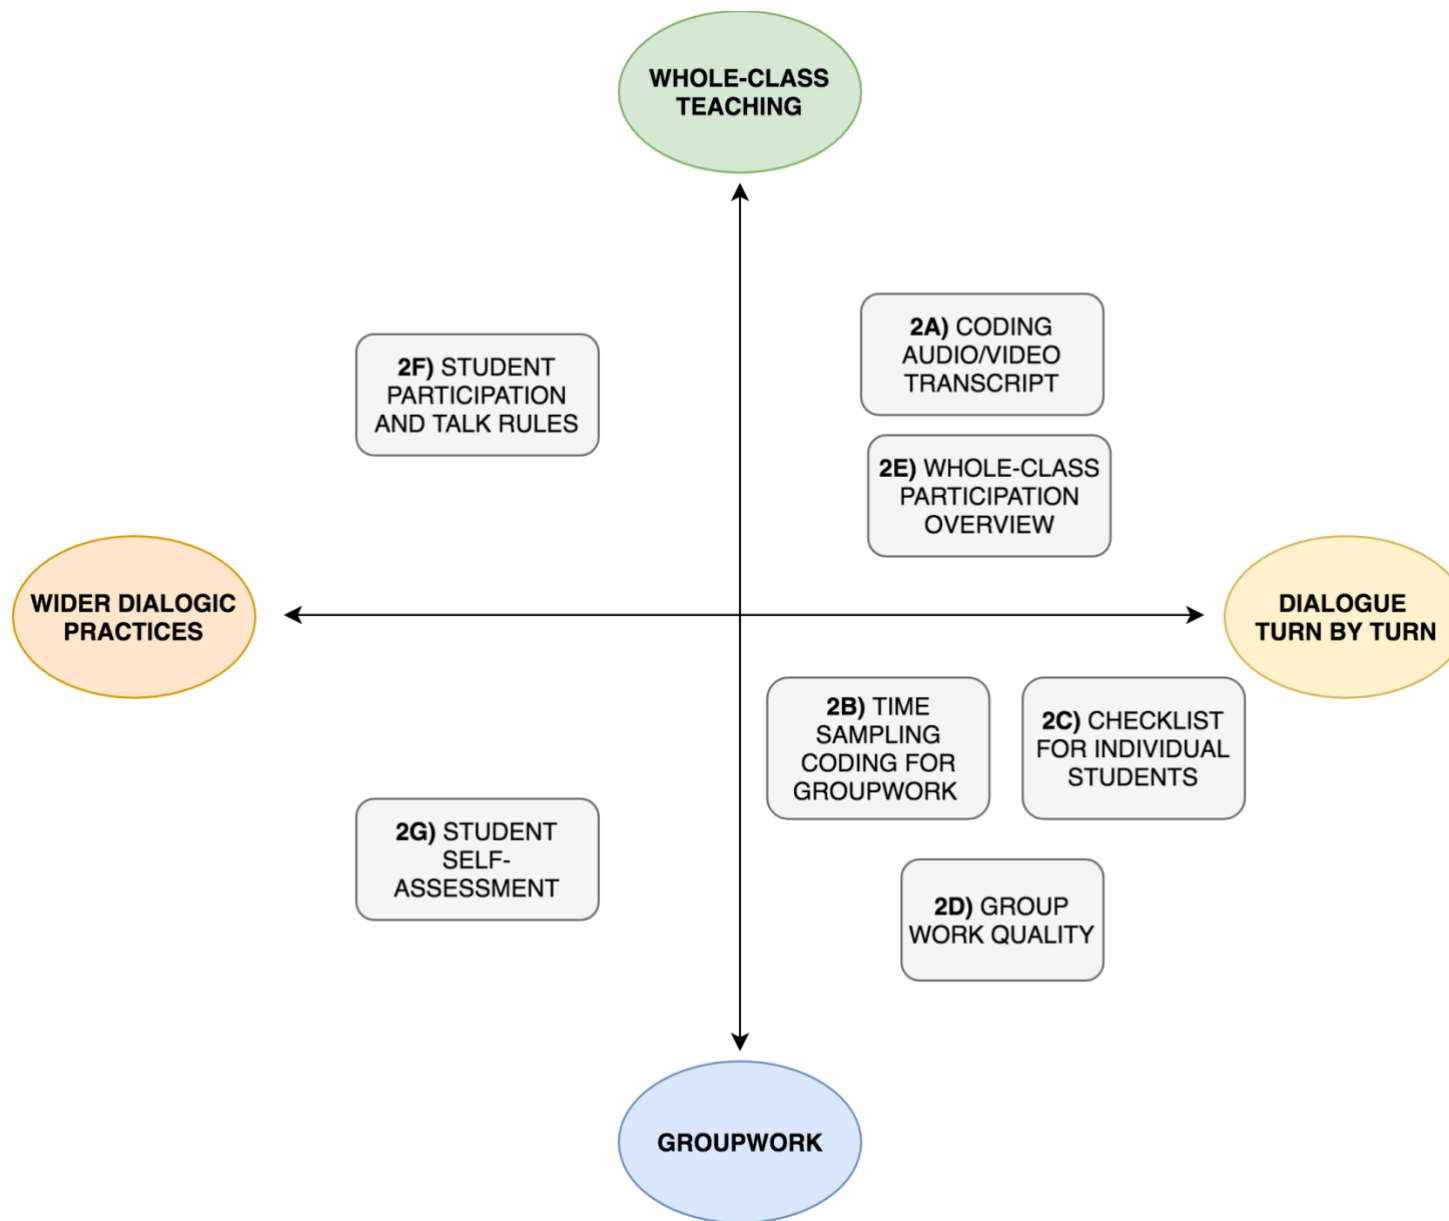 WHOLE-CLASS
TEACHING
2A) CODING
AUDIO/VIDEO
TRANSCRIPT
2F) STUDENT
PARTICIPATION
AND TALK RULES
2E) WHOLE-CLASS
PARTICIPATION
OVERVIEW
WIDER DIALOGIC
PRACTICES
DIALOGUE
TURN BY TURN
2B) TIME
SAMPLING
CODING FOR
GROUPWORK
2C) CHECKLIST
FOR INDIVIDUAL
STUDENTS
2G) STUDENT
SELF-
ASSESSMENT
2D) GROUP
WORK QUALITY
GROUPWORK